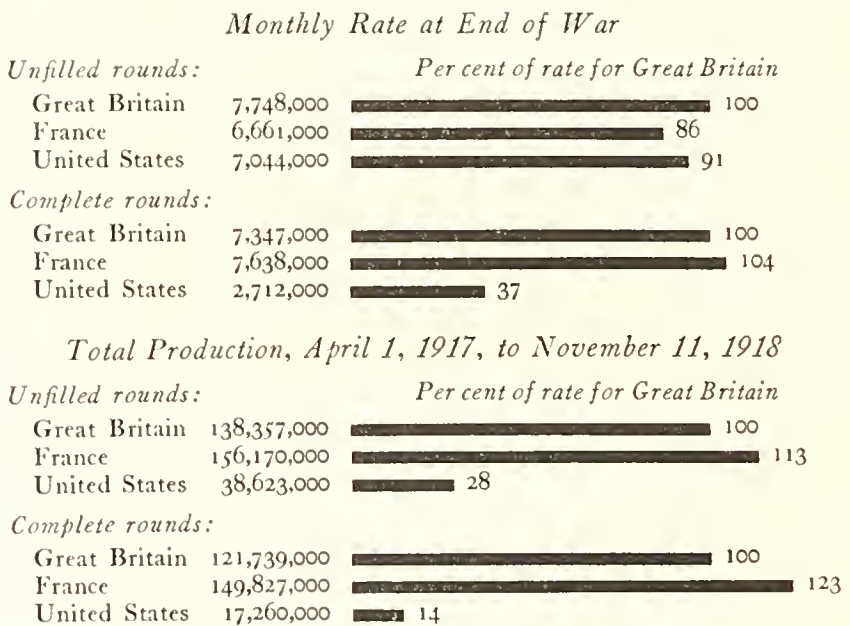 Monthly Rate at End of War
Unfilled rounds: Per cent of rate for Great Britain
Great Britain 7,748,000 100
France 6,661,000 86
United States 7,044,000 91
Complete rounds:
Great Britain 7,347,000 100
France 7,638,000 104
United States 2,712,000 37
Total Production, April 1, 1917, to November 11, 1918
Unfilled rounds: Per cent of rate for Great Britain
Great Britain 138,357,000 100
France 156,170,000 113
United States 38,623,000 28
Complete rounds:
Great Britain 121,739,000 100
France 149,827,000 123
United States 17,260,000 14